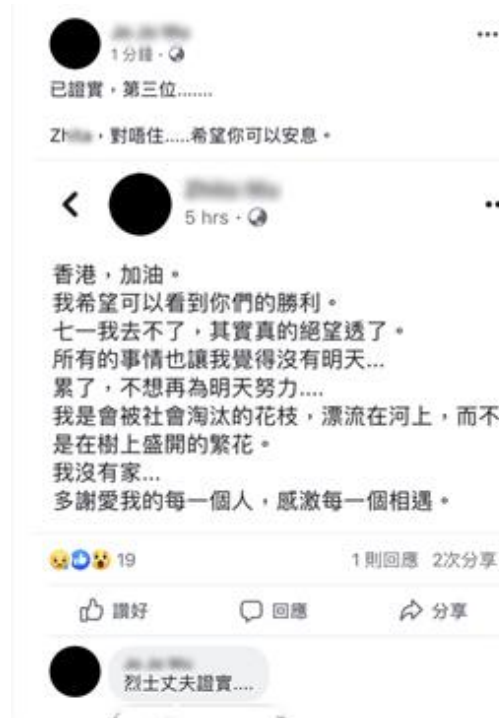 1 分鐘 ·
已證實，第三位.......
Zh，對唔住.....希望你可以安息。
5 hrs ·
香港，加油。
我希望可以看到你們的勝利。
七一我去不了，其實真的絕望透了。
所有的事情也讓我覺得沒有明天...
累了，不想再為明天努力....
我是會被社會淘汰的花枝，漂流在河上，而不
是在樹上盛開的繁花。
我沒有家...
多謝愛我的每一個人，感激每一個相遇。
19
1 則回應 2次分享
讚好 回應 分享
烈士丈夫證實....